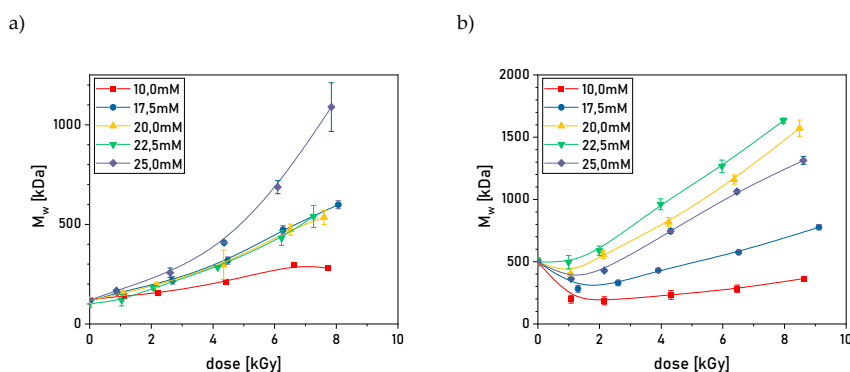 a)
b)
10,0mM
17,5mM
20,0mM
22,5mM
25,0mM
1000
500
0
M_w [kDa]
0 2 4 6 8 10
dose [kGy]
10,0mM
17,5mM
20,0mM
22,5mM
25,0mM
2000
1500
1000
500
0
M_w [kDa]
0 2 4 6 8 10
dose [kGy]